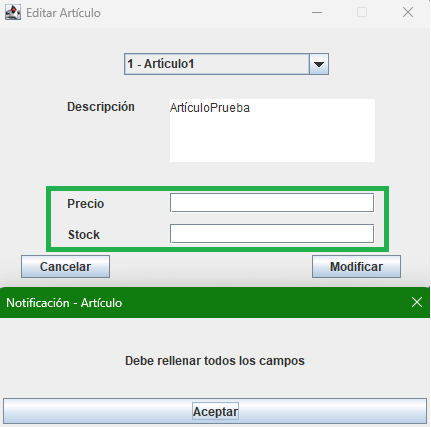 Editar Artículo
1 - Artículo1
Descripción
ArtículoPrueba
Precio
Stock
Cancelar
Modificar
Notificación - Artículo
Debe rellenar todos los campos
Aceptar